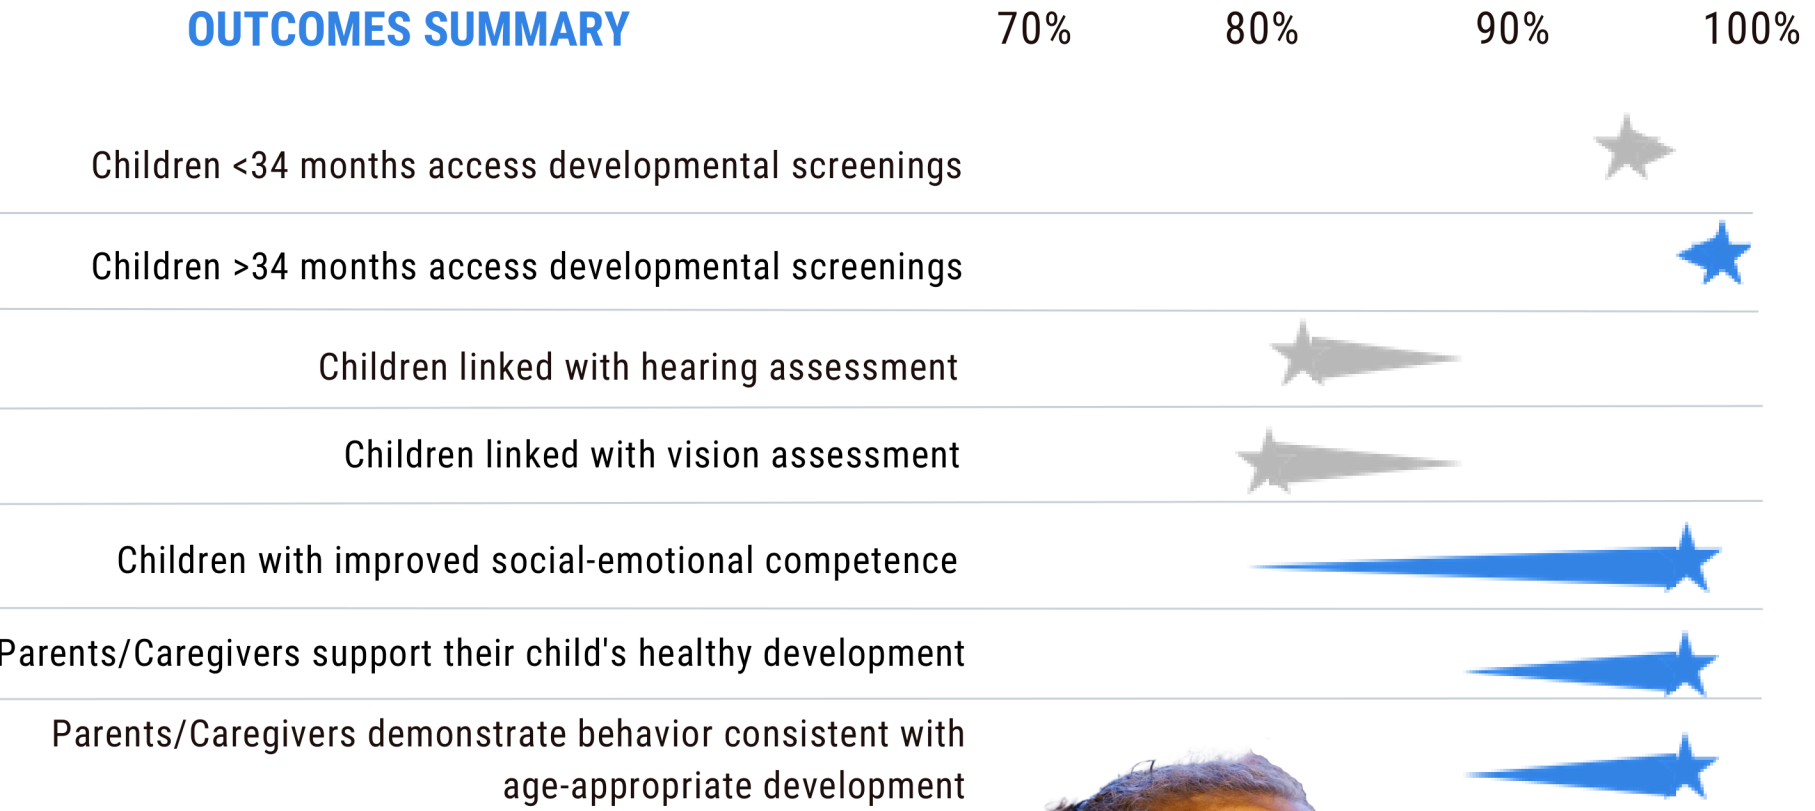 OUTCOMES SUMMARY 70% 80% 90% 100%
Children <34 months access developmental screenings
Children >34 months access developmental screenings
Children linked with hearing assessment
Children linked with vision assessment
Children with improved social-emotional competence
Parents/Caregivers support their child's healthy development
Parents/Caregivers demonstrate behavior consistent with
age-appropriate development